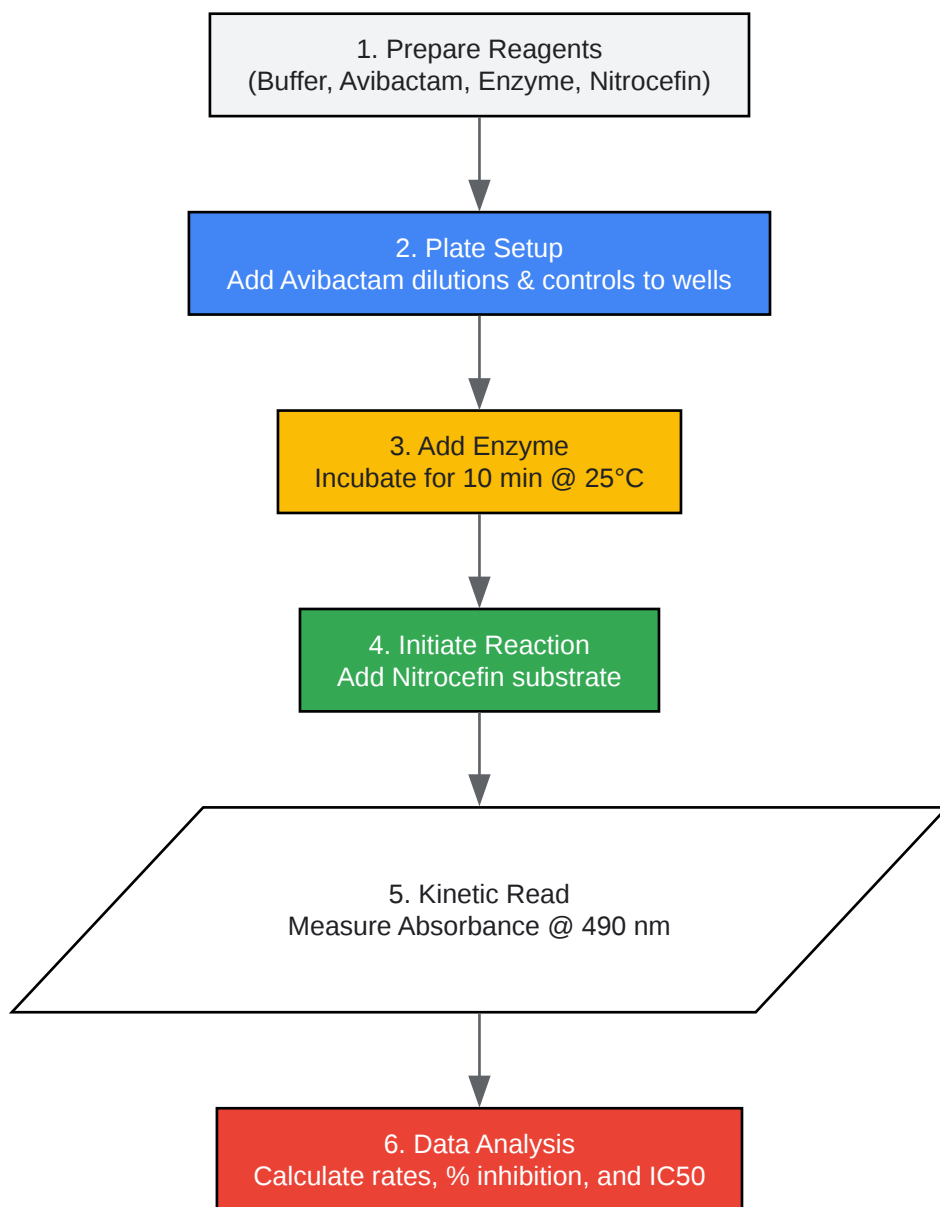 1. Prepare Reagents
(Buffer, Avibactam, Enzyme, Nitrocefin)
2. Plate Setup
Add Avibactam dilutions & controls to wells
3. Add Enzyme
Incubate for 10 min @ 25°C
4. Initiate Reaction
Add Nitrocefin substrate
5. Kinetic Read
Measure Absorbance @ 490 nm
6. Data Analysis
Calculate rates, % inhibition, and IC50